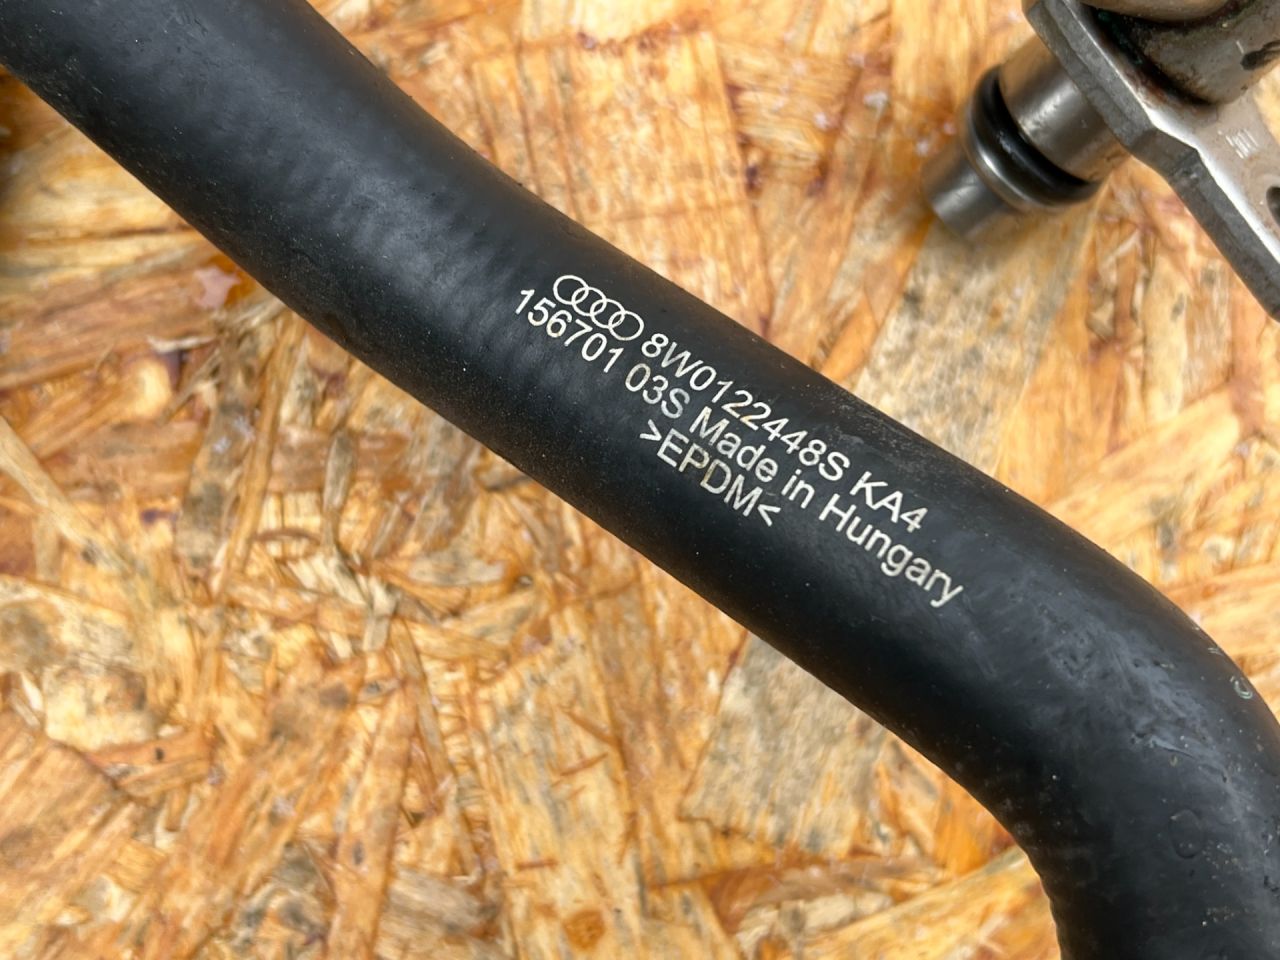 8W0122448S KA4
156701 03S Made in Hungary
>EPDM<